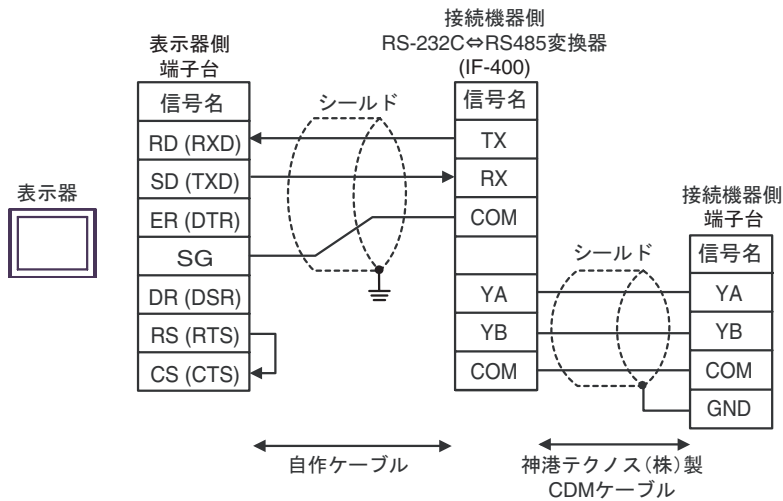 表示器
表示器側
端子台
信号名
RD (RXD)
SD (TXD)
ER (DTR)
SG
DR (DSR)
RS (RTS)
CS (CTS)
シールド
接続機器側
RS-232C⇔RS485変換器
(IF-400)
信号名
TX
RX
COM
YA
YB
COM
シールド
接続機器側
端子台
信号名
YA
YB
COM
GND
自作ケーブル
神港テクノス(株)製
CDMケーブル